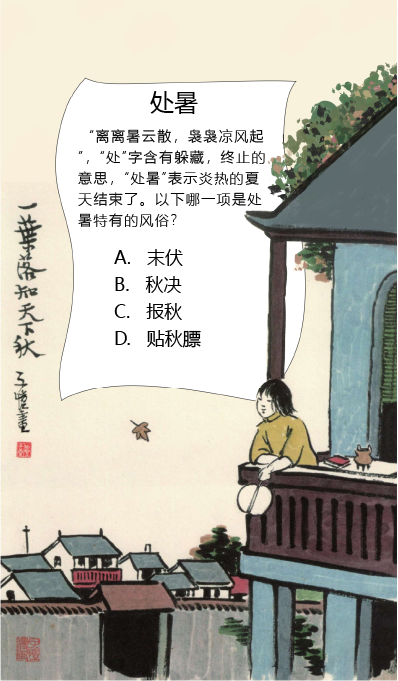 处暑
“离离暑云散，袅袅凉风起
”，“处”字含有躲藏，终止的
意思，“处暑”表示炎热的夏
天结束了。以下哪一项是处
暑特有的风俗？
A. 末伏
B. 秋决
C. 报秋
D. 贴秋膘
一葉落知天下秋
子愷畫